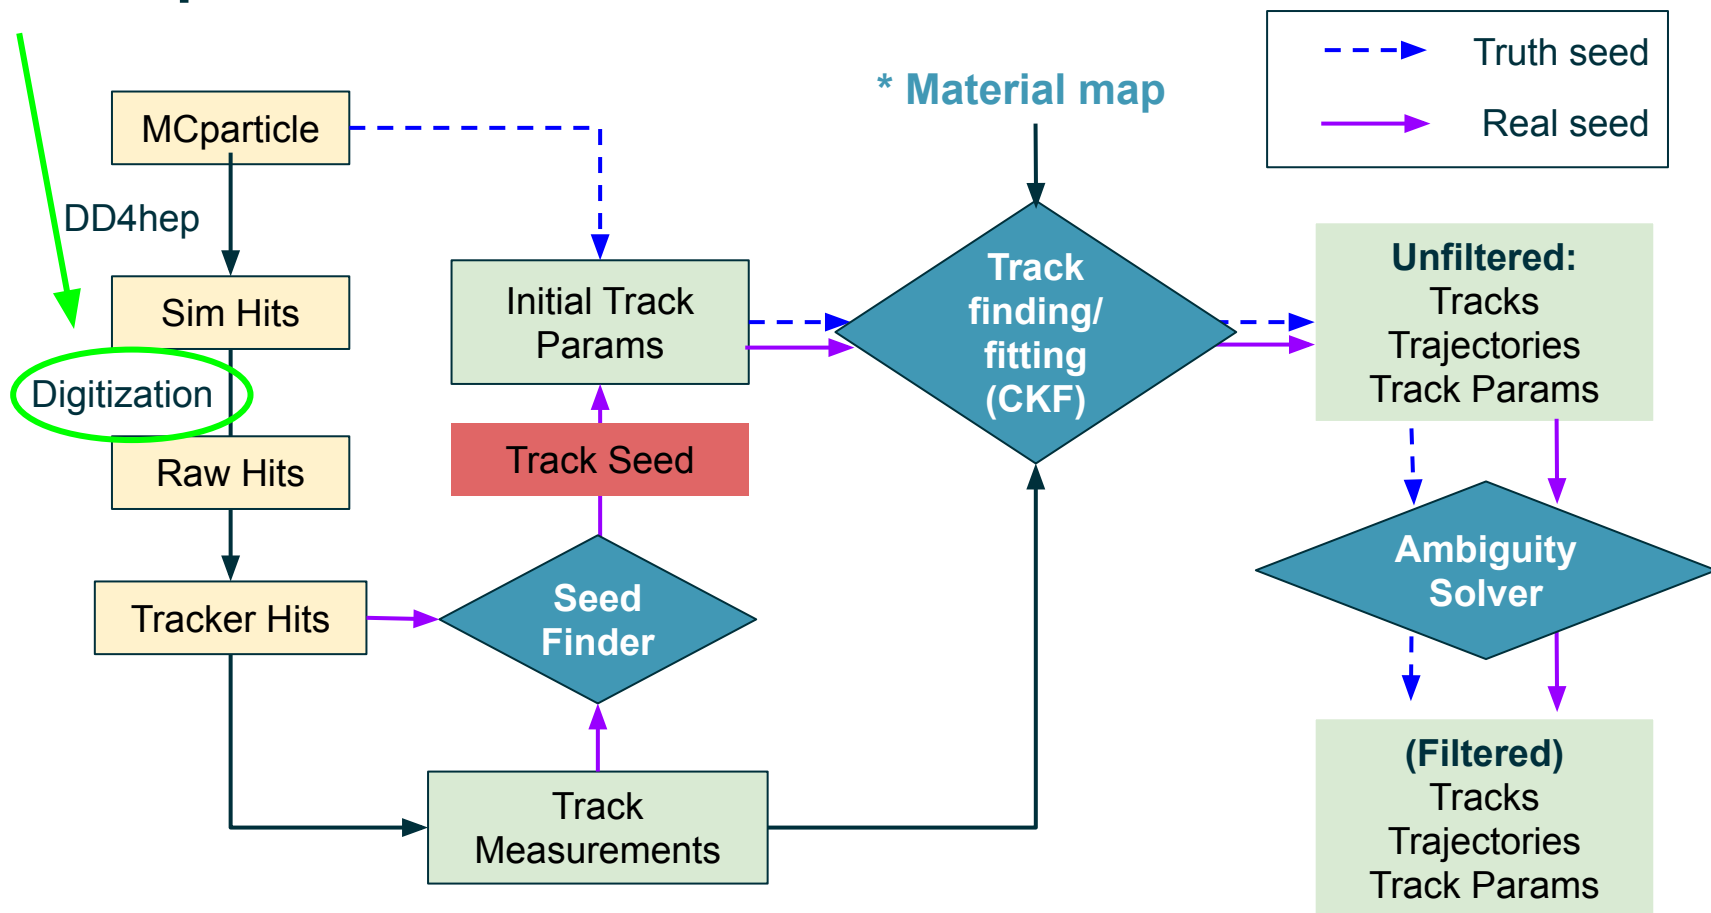 Truth seed
Real seed
* Material map
MCparticle
DD4hep
Sim Hits
Digitization
Raw Hits
Tracker Hits
Initial Track
Params
Track Seed
Seed
Finder
Track
Measurements
Track
finding/
fitting
(CKF)
Unfiltered:
Tracks
Trajectories
Track Params
Ambiguity
Solver
(Filtered)
Tracks
Trajectories
Track Params